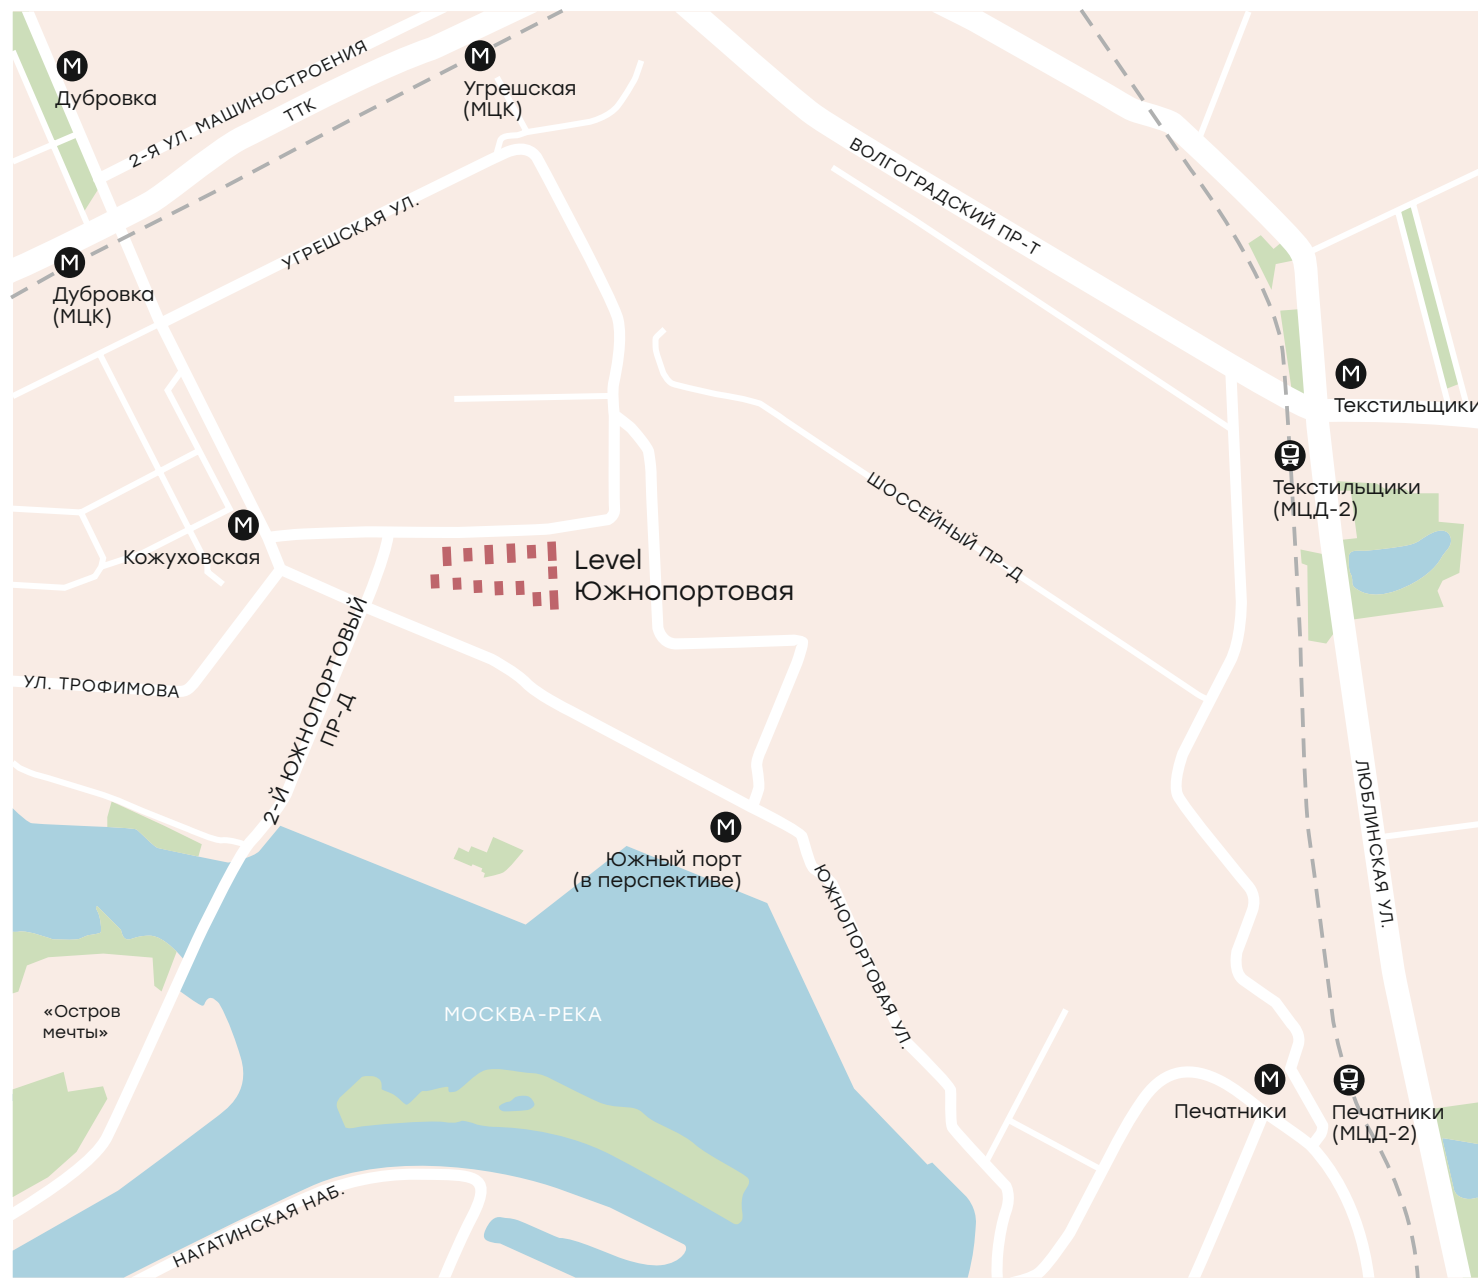 М
Дубровка
2-Я УЛ. МАШИНОСТРОЕНИЯ
ТТК
М
Угрешская
(МЦК)
ВОЛГОГРАДСКИЙ ПР-Т
УГРЕШСКАЯ УЛ.
М
Дубровка
(МЦК)
М
Текстильщики
Текстильщики
(МЦД-2)
ШОССЕЙНЫЙ ПР-Д
М
Кожуховская
Level
Южнопортовая
УЛ. ТРОФИМОВА
2-Й ЮЖНОПОРТОВЫЙ
ПР-Д
М
Южный порт
(в перспективе)
ЛЮБЛИНСКАЯ УЛ.
ЮЖНОПОРТОВАЯ УЛ.
«Остров
мечты»
МОСКВА-РЕКА
М
Печатники
Печатники
(МЦД-2)
НАГАТИНСКАЯ НАБ.